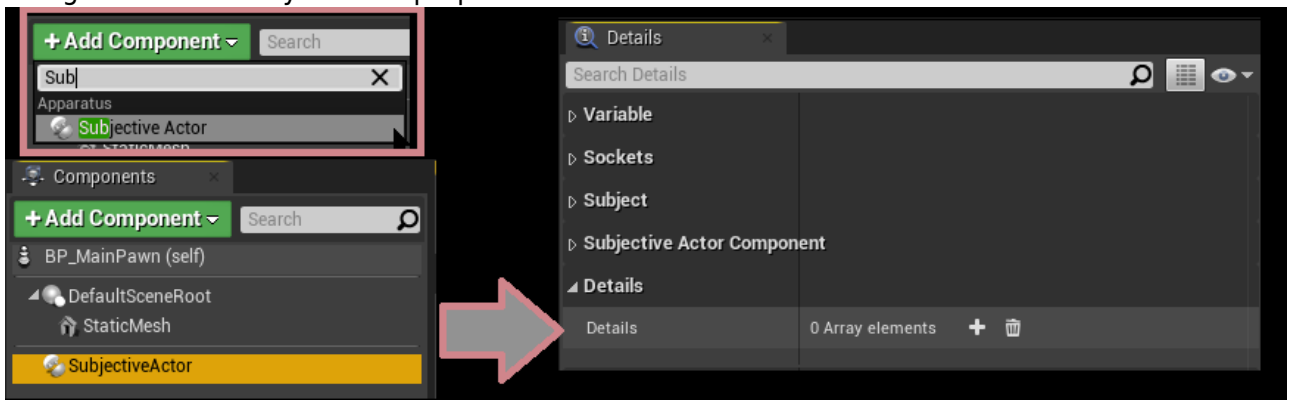 + Add Component
Search
Sub
Apparatus
Subjective Actor
StaticMesh
Components
+ Add Component
Search
BP_MainPawn (self)
DefaultSceneRoot
StaticMesh
SubjectiveActor
Details
Search Details
Variable
Sockets
Subject
Subjective Actor Component
Details
Details 0 Array elements